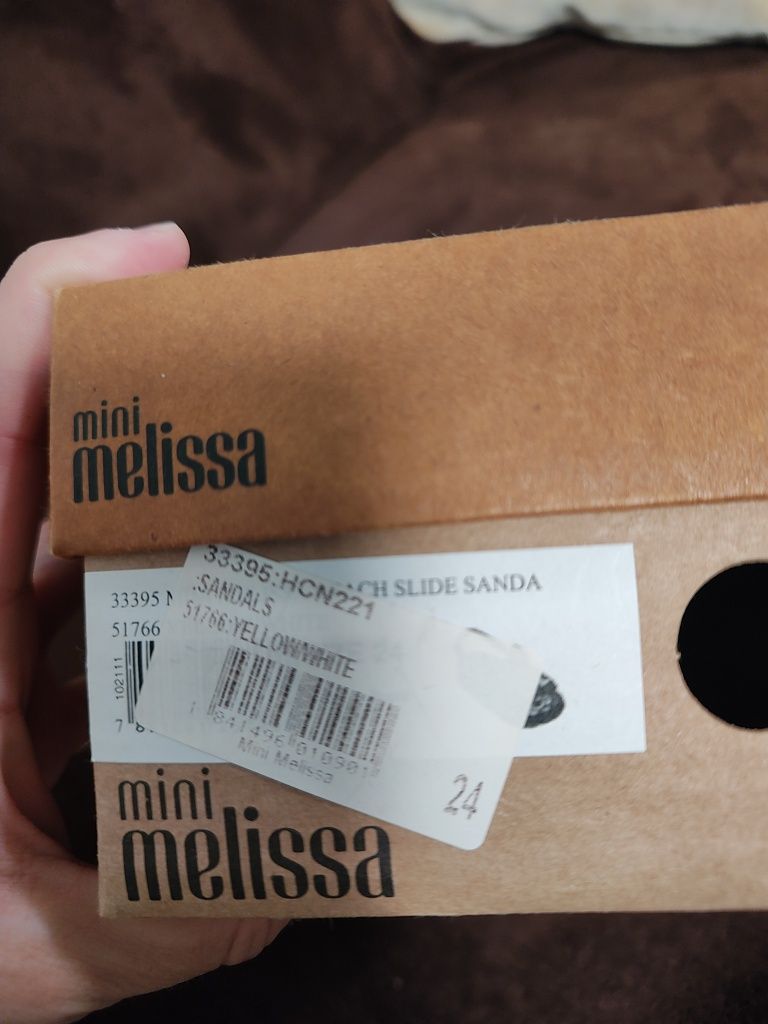 mini
melissa
33395:HCN221
:SANDALS
51766:YELLOW/WHITE
Mini Melissa
24
33395
ACH SLIDE SANDA
51766
102111
7
mini
melissa